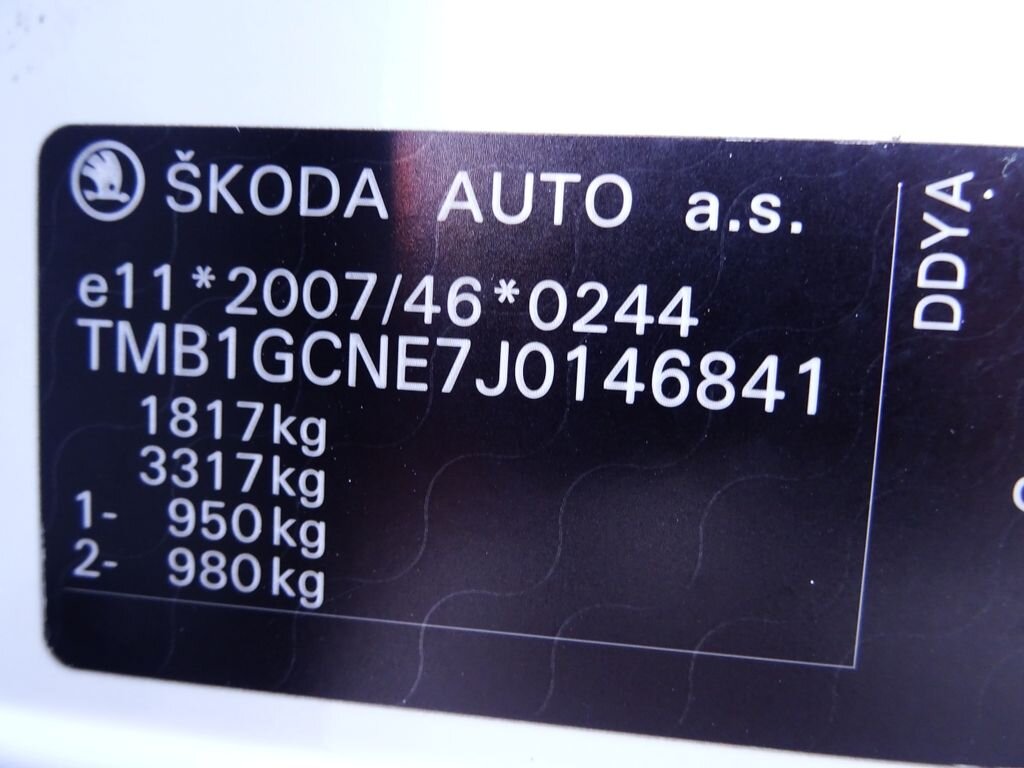 ŠKODA AUTO a.s.
e11*2007/46*0244
TMB1GCNE7J0146841
1817kg
3317kg
1- 950kg
2- 980kg
DDYA.